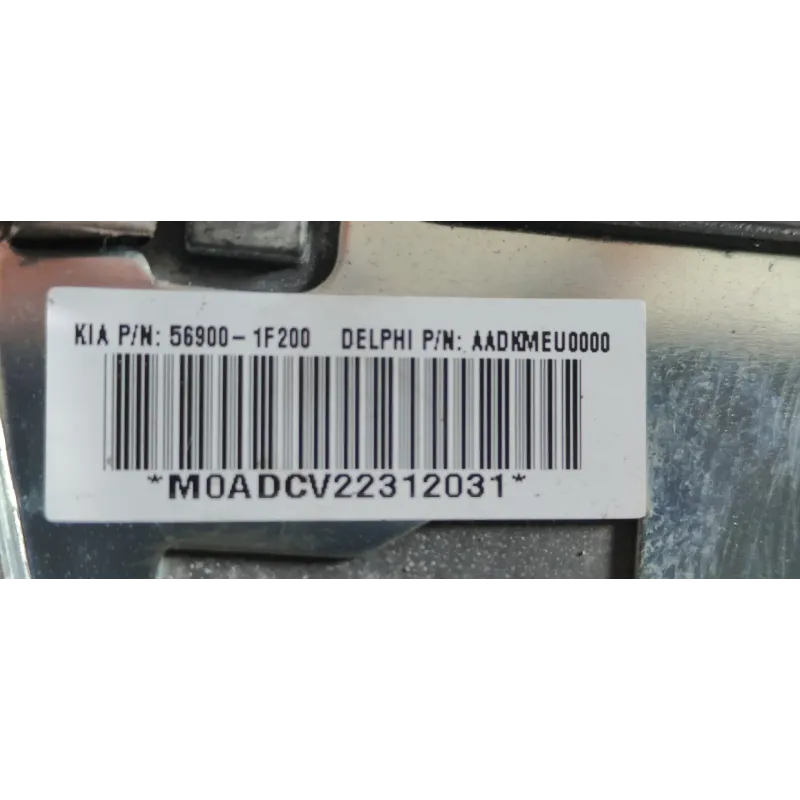 KIA P/N: 56900-1F200 DELPHI P/N: AADKMEU0000
*M0ADCV22312031*